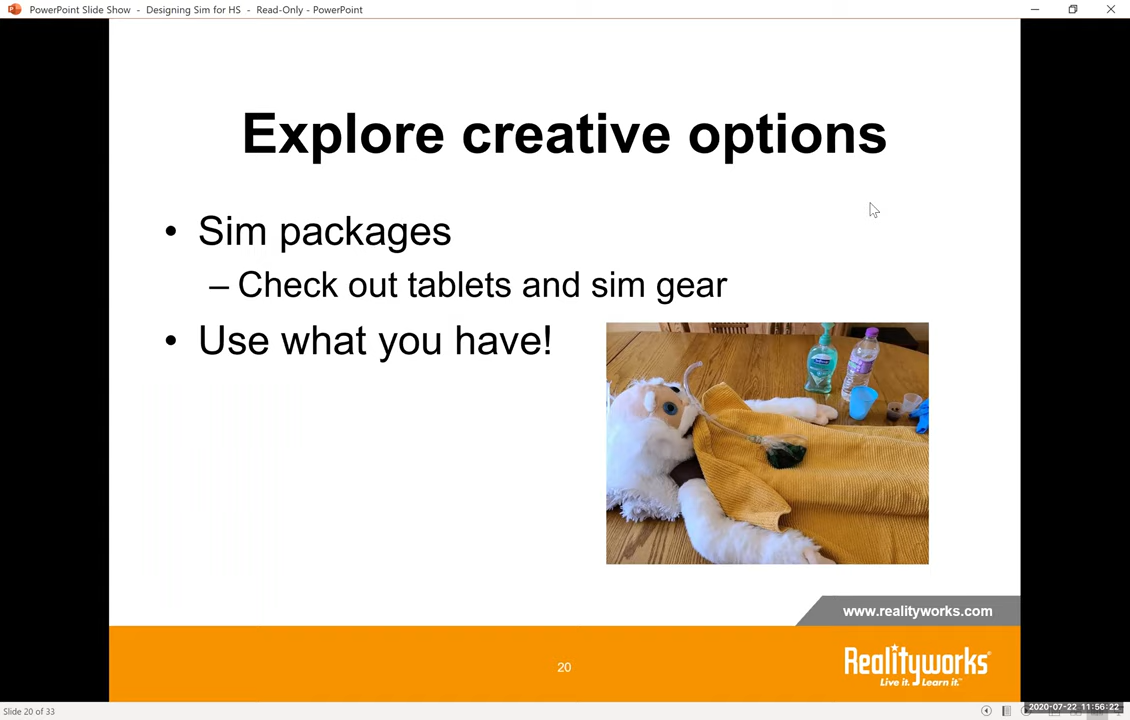 PowerPoint Slide Show - Designing Sim for HS - Read-Only - PowerPoint
Explore creative options
• Sim packages
– Check out tablets and sim gear
• Use what you have!
www.realityworks.com
20
Realityworks®
Live it. Learn it.™
Slide 20 of 33
2020-07-22 11:56:22